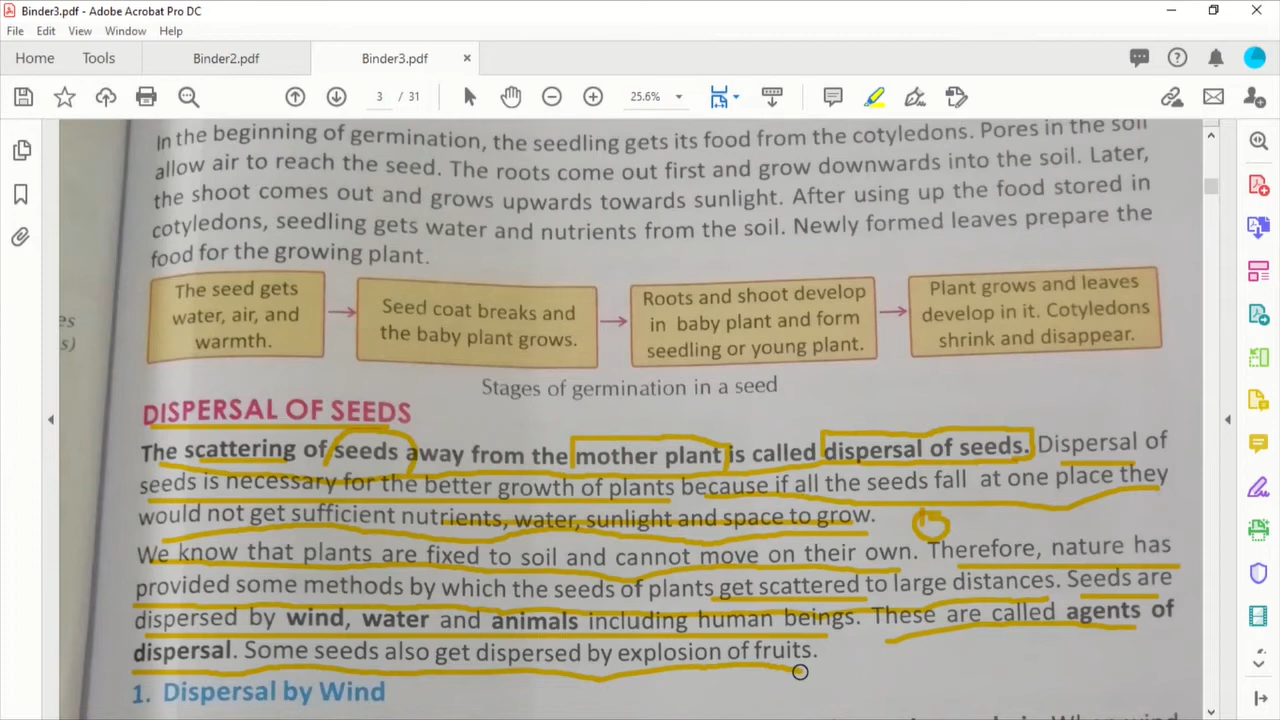 Binder3.pdf - Adobe Acrobat Pro DC
File Edit View Window Help
Home Tools Binder2.pdf Binder3.pdf
3 / 31 25.6%
In the beginning of germination, the seedling gets its food from the cotyledons. Pores in the soil
allow air to reach the seed. The roots come out first and grow downwards into the soil. Later,
the shoot comes out and grows upwards towards sunlight. After using up the food stored in
cotyledons, seedling gets water and nutrients from the soil. Newly formed leaves prepare the
food for the growing plant.
es
s)
The seed gets
water, air, and
warmth.
Seed coat breaks and
the baby plant grows.
Roots and shoot develop
in baby plant and form
seedling or young plant.
Plant grows and leaves
develop in it. Cotyledons
shrink and disappear.
Stages of germination in a seed
DISPERSAL OF SEEDS
The scattering of seeds away from the mother plant is called dispersal of seeds. Dispersal of
seeds is necessary for the better growth of plants because if all the seeds fall at one place they
would not get sufficient nutrients, water, sunlight and space to grow.
We know that plants are fixed to soil and cannot move on their own. Therefore, nature has
provided some methods by which the seeds of plants get scattered to large distances. Seeds are
dispersed by wind, water and animals including human beings. These are called agents of
dispersal. Some seeds also get dispersed by explosion of fruits.
1. Dispersal by Wind